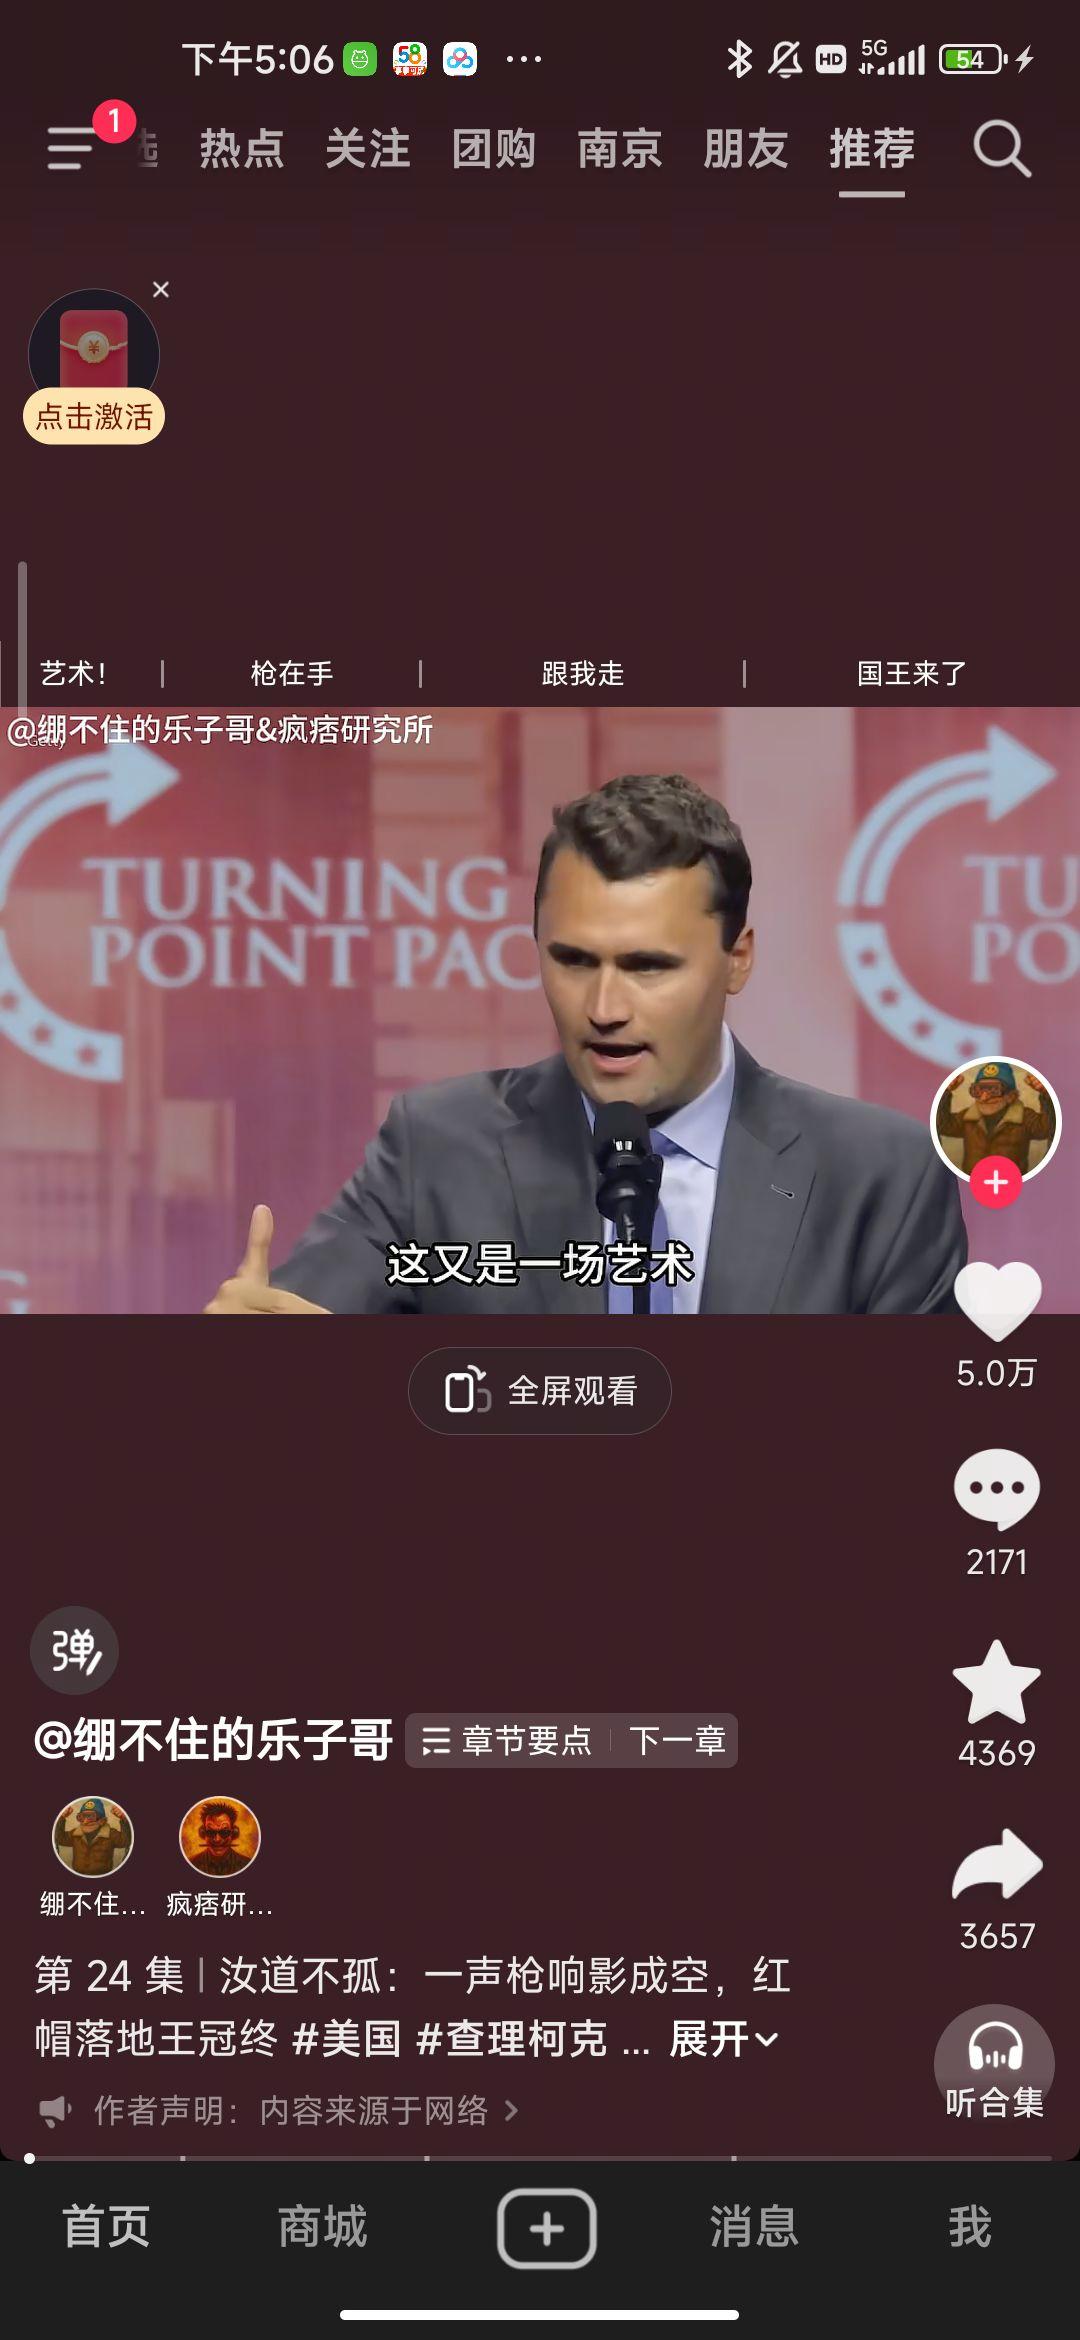 下午5:06
58
HD
5G
54
1
热点 关注 团购 南京 朋友 推荐
点击激活
艺术！ | 枪在手 | 跟我走 | 国王来了
@绷不住的乐子哥&疯痞研究所
Getty
TURNING
POINT PAC
TU
PO
这又是一场艺术
全屏观看
5.0万
2171
4369
3657
弹
@绷不住的乐子哥 章节要点 | 下一章
绷不住... 疯痞研...
第 24 集 | 汝道不孤：一声枪响影成空，红
帽落地王冠终 #美国 #查理柯克 ... 展开
作者声明：内容来源于网络
听合集
首页 商城 消息 我